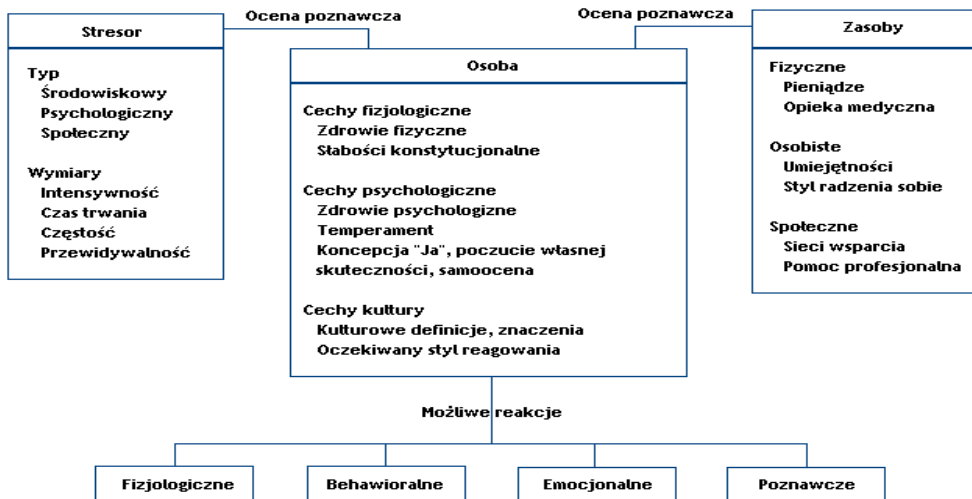 Ocena poznawcza
Ocena poznawcza
Stresor
Typ
Środowiskowy
Psychologiczny
Społeczny
Wymiary
Intensywność
Czas trwania
Częstość
Przewidywalność
Osoba
Cechy fizjologiczne
Zdrowie fizyczne
Słabości konstytucjonalne
Cechy psychologiczne
Zdrowie psychologizne
Temperament
Koncepcja "Ja", poczucie własnej
skuteczności, samoocena
Cechy kultury
Kulturowe definicje, znaczenia
Oczekiwany styl reagowania
Zasoby
Fizyczne
Pieniądze
Opieka medyczna
Osobiste
Umiejętności
Styl radzenia sobie
Społeczne
Sieci wsparcia
Pomoc profesjonalna
Możliwe reakcje
Fizjologiczne
Behawioralne
Emocjonalne
Poznawcze